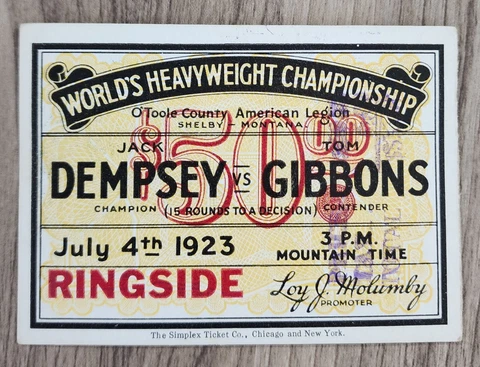 WORLD'S HEAVYWEIGHT CHAMPIONSHIP
O'Toole County American Legion
SHELBY - MONTANA
$50.00
JACK TOM
DEMPSEY VS GIBBONS
CHAMPION (15 ROUNDS TO A DECISION) CONTENDER
July 4th 1923
3 P.M.
MOUNTAIN TIME
RINGSIDE
Loy J. Molumby
PROMOTER
The Simplex Ticket Co., Chicago and New York.